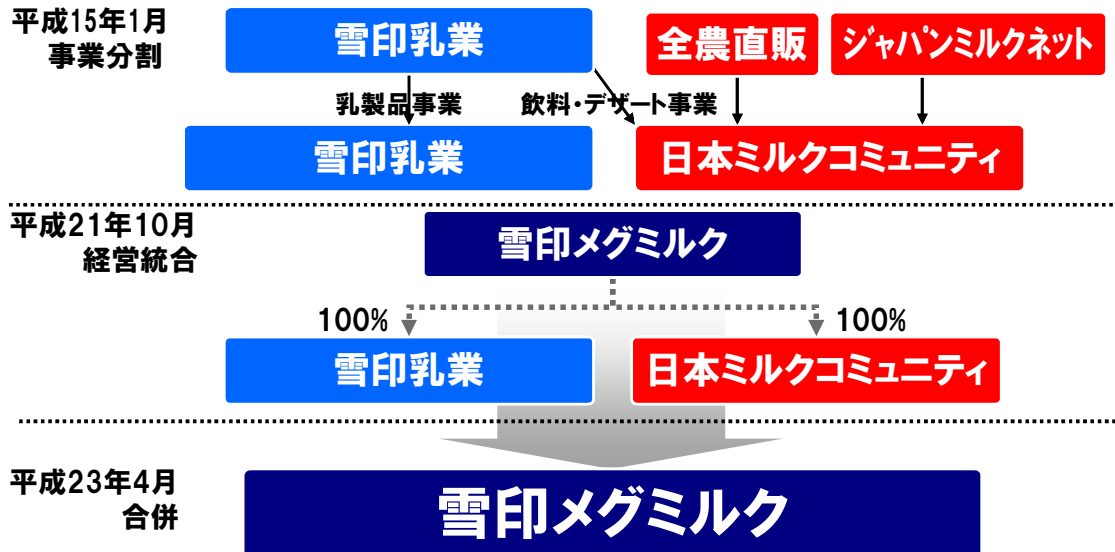 平成15年1月
事業分割
雪印乳業
全農直販
ジャパンミルクネット
乳製品事業
飲料・デザート事業
雪印乳業
日本ミルクコミュニティ
平成21年10月
経営統合
雪印メグミルク
100%
100%
雪印乳業
日本ミルクコミュニティ
平成23年4月
合併
雪印メグミルク